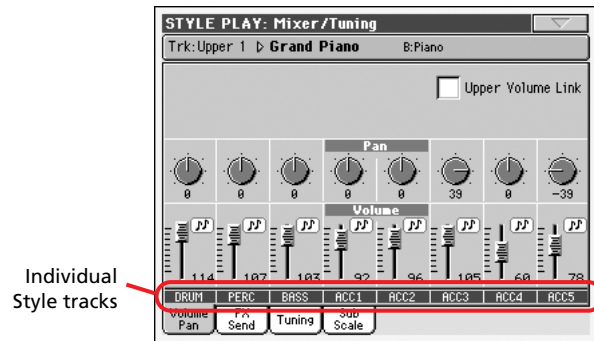 STYLE PLAY: Mixer/Tuning
Trk:Upper 1 ▷ Grand Piano B:Piano
Upper Volume Link
Pan
0 0 0 0 0 39 0 -39
Volume
114 107 103 92 96 105 60 78
Individual
Style tracks
DRUM PERC BASS ACC1 ACC2 ACC3 ACC4 ACC5
Volume
Pan
FX
Send
Tuning
Sub
Scale